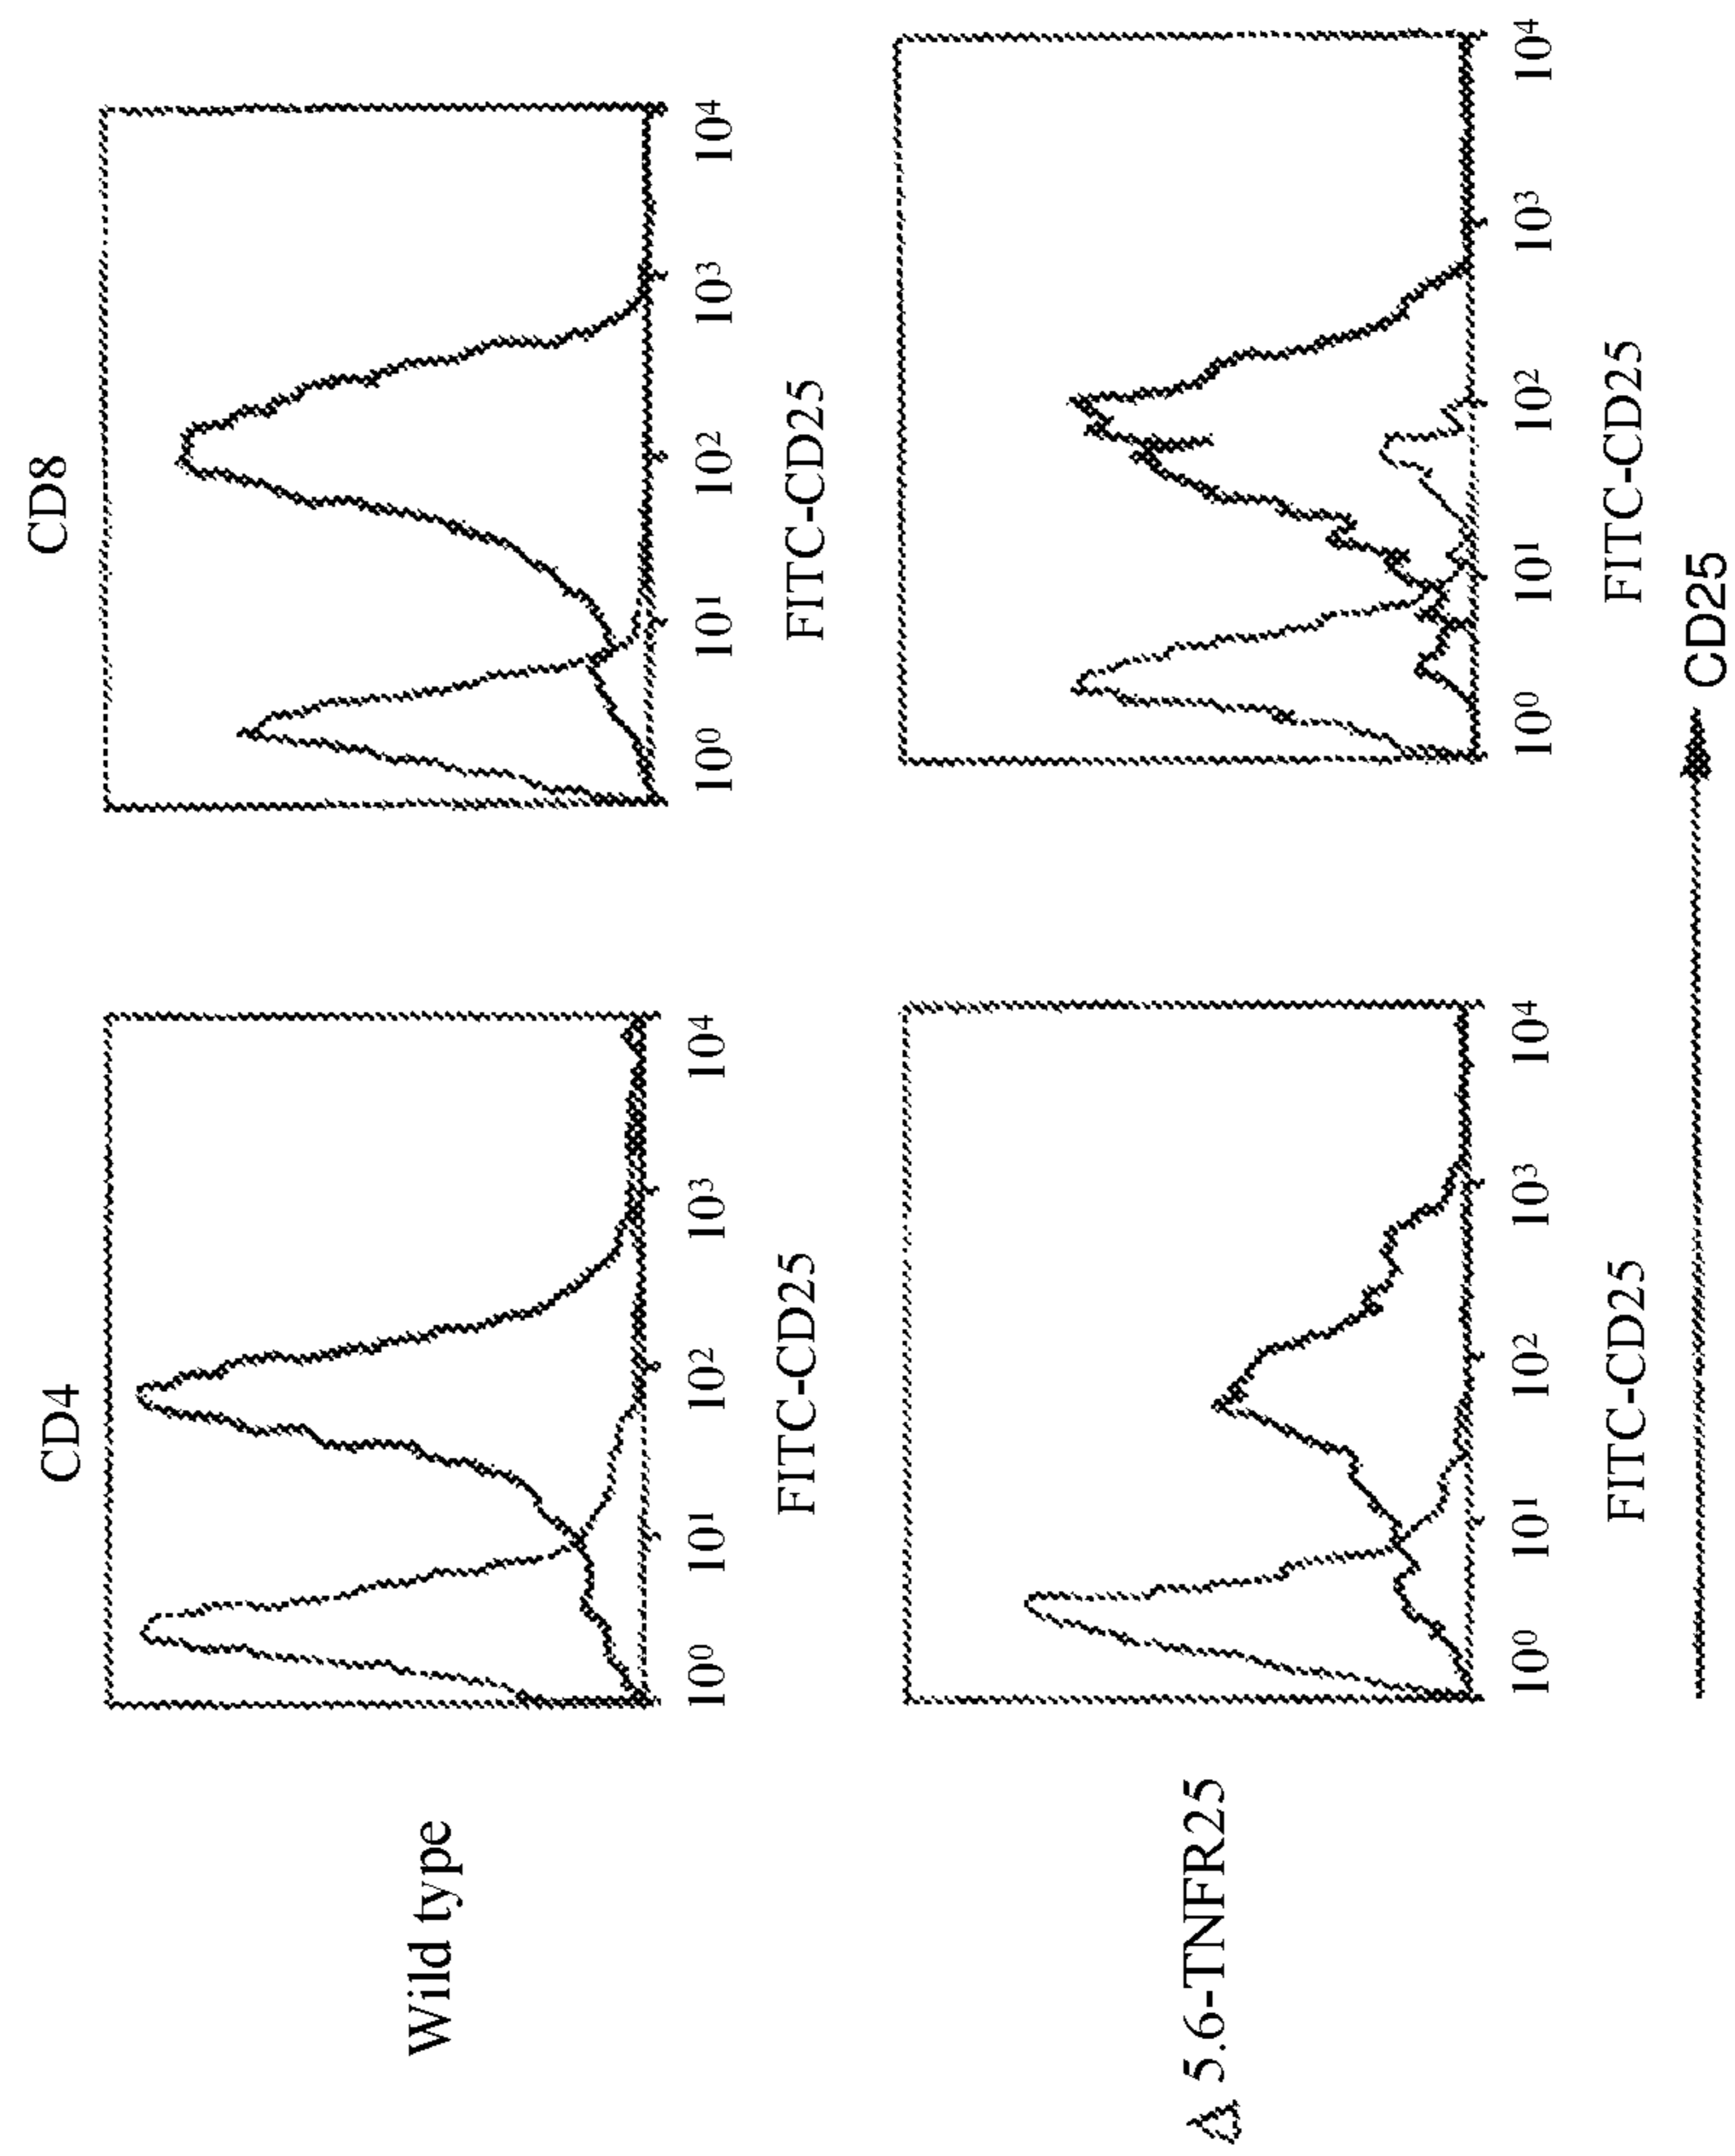 CD4 CD8
Wild type
10⁰ 10¹ 10² 10³ 10⁴ 10⁰ 10¹ 10² 10³ 10⁴
FITC-CD25 FITC-CD25
Δ 5.6-TNFR25
10⁰ 10¹ 10² 10³ 10⁴ 10⁰ 10¹ 10² 10³ 10⁴
FITC-CD25 FITC-CD25
CD25